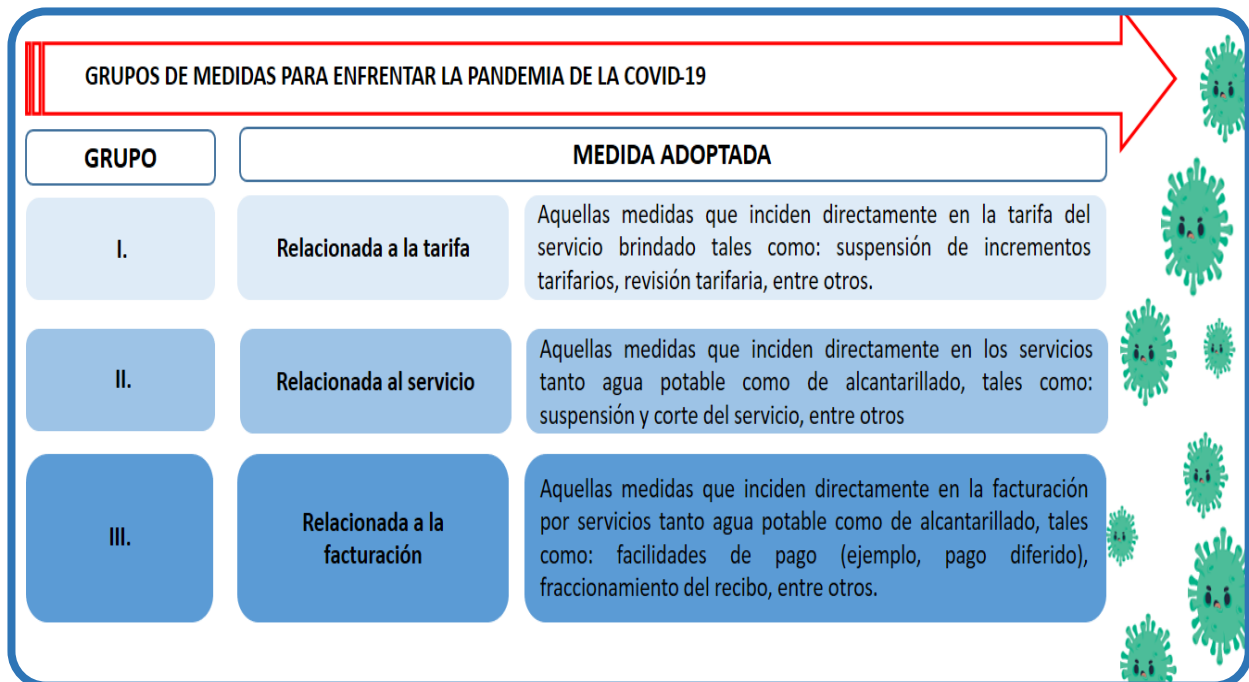 GRUPOS DE MEDIDAS PARA ENFRENTAR LA PANDEMIA DE LA COVID-19
GRUPO
MEDIDA ADOPTADA
I.
Relacionada a la tarifa
Aquellas medidas que inciden directamente en la tarifa del
servicio brindado tales como: suspensión de incrementos
tarifarios, revisión tarifaria, entre otros.
II.
Relacionada al servicio
Aquellas medidas que inciden directamente en los servicios
tanto agua potable como de alcantarillado, tales como:
suspensión y corte del servicio, entre otros
III.
Relacionada a la
facturación
Aquellas medidas que inciden directamente en la facturación
por servicios tanto agua potable como de alcantarillado, tales
como: facilidades de pago (ejemplo, pago diferido),
fraccionamiento del recibo, entre otros.